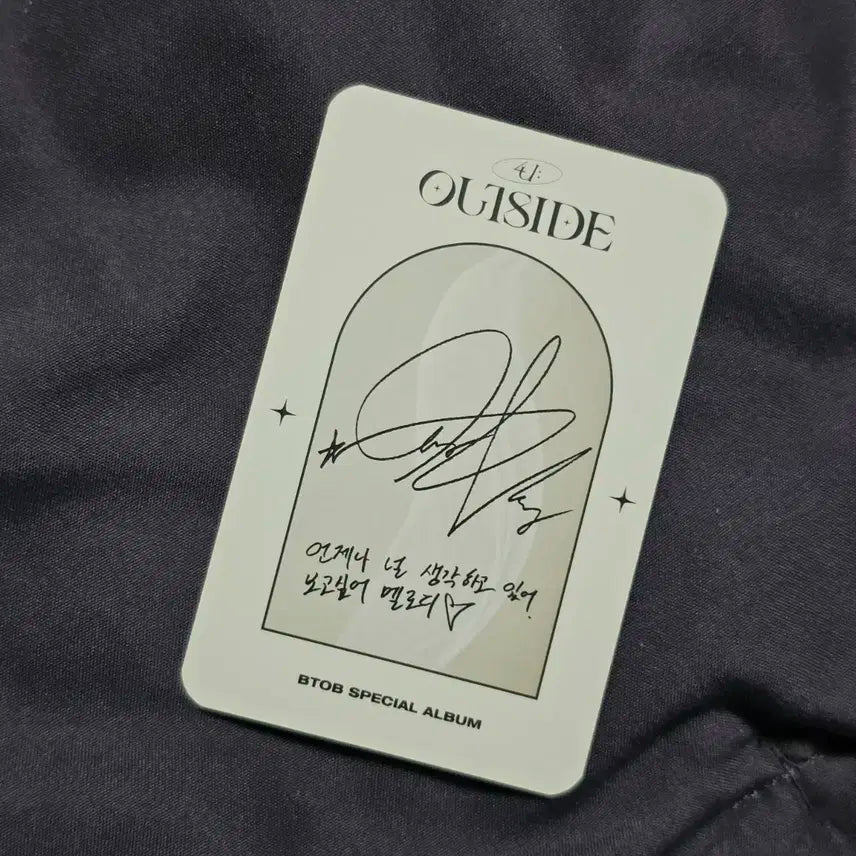 4U:
OUTSIDE
언제나 널 생각하고 있어.
보고싶어 멜로디♡
BTOB SPECIAL ALBUM